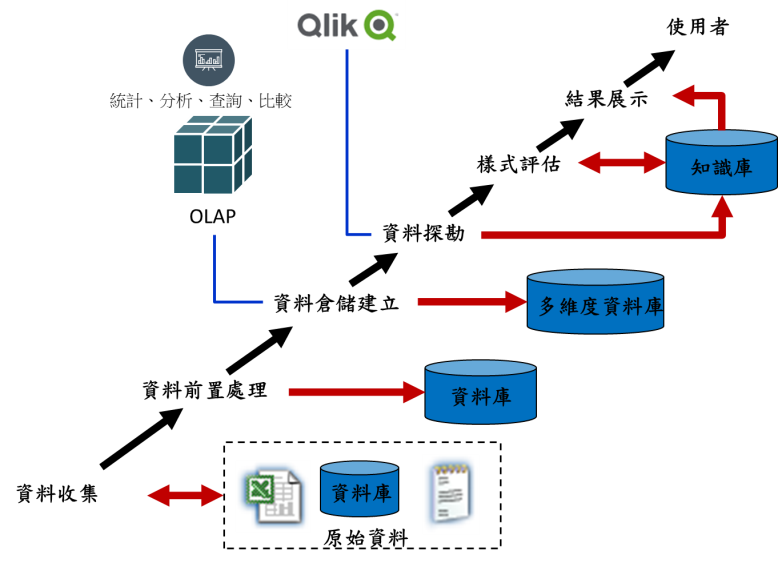 Qlik Q
使用者
統計、分析、查詢、比較
結果展示
樣式評估
知識庫
OLAP
資料探勘
資料倉儲建立
多維度資料庫
資料前置處理
資料庫
資料收集
資料庫
原始資料